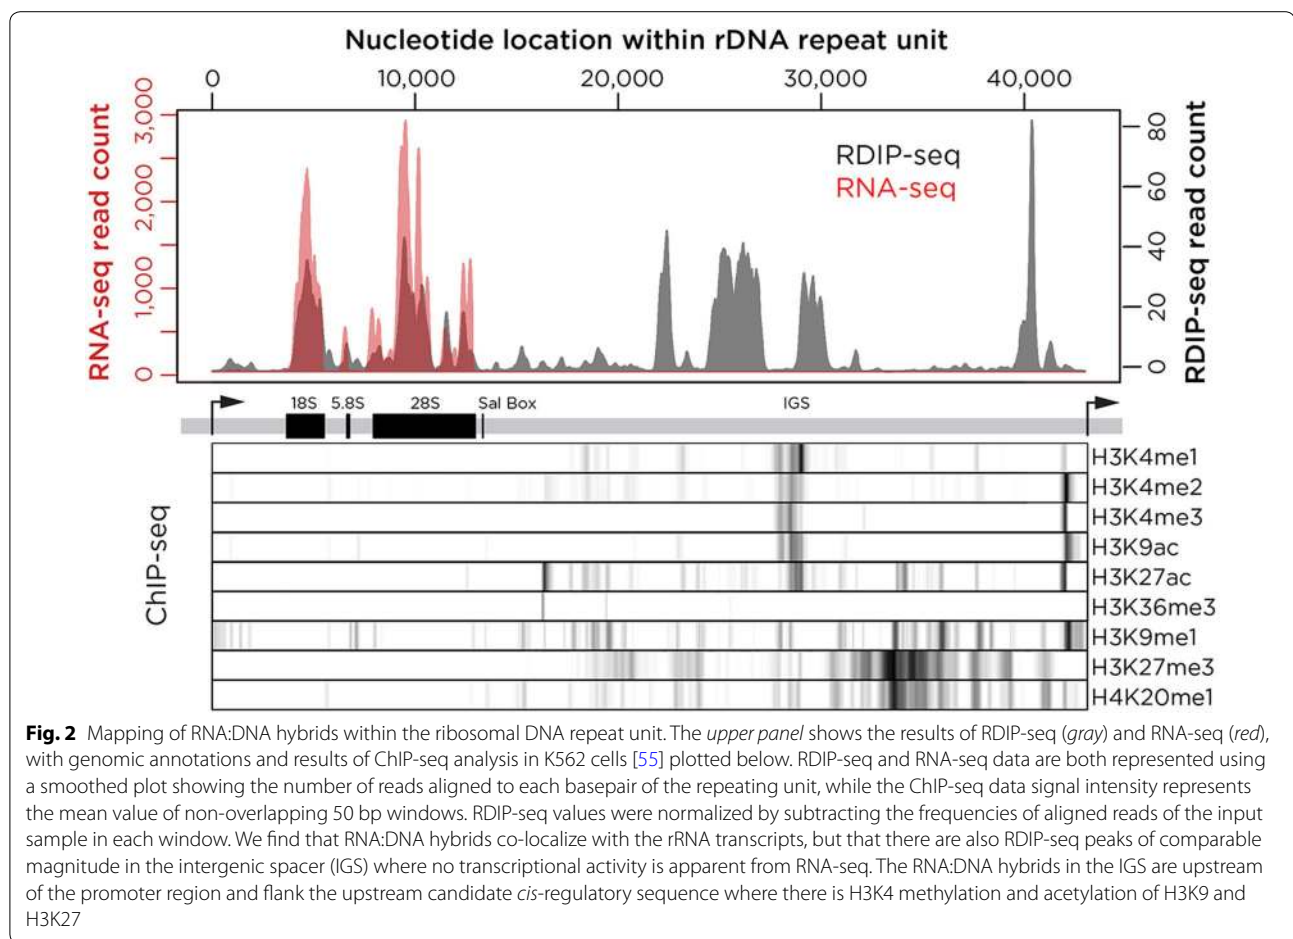 Nucleotide location within rDNA repeat unit
0 10,000 20,000 30,000 40,000
RNA-seq read count
3,000
2,000
1,000
0
RDIP-seq
RNA-seq
80
60
40
20
0
RDIP-seq read count
18S 5.8S 28S Sal Box IGS
ChIP-seq
H3K4me1
H3K4me2
H3K4me3
H3K9ac
H3K27ac
H3K36me3
H3K9me1
H3K27me3
H4K20me1
Fig. 2 Mapping of RNA:DNA hybrids within the ribosomal DNA repeat unit. The upper panel shows the results of RDIP-seq (gray) and RNA-seq (red),
with genomic annotations and results of ChIP-seq analysis in K562 cells [55] plotted below. RDIP-seq and RNA-seq data are both represented using
a smoothed plot showing the number of reads aligned to each basepair of the repeating unit, while the ChIP-seq data signal intensity represents
the mean value of non-overlapping 50 bp windows. RDIP-seq values were normalized by subtracting the frequencies of aligned reads of the input
sample in each window. We find that RNA:DNA hybrids co-localize with the rRNA transcripts, but that there are also RDIP-seq peaks of comparable
magnitude in the intergenic spacer (IGS) where no transcriptional activity is apparent from RNA-seq. The RNA:DNA hybrids in the IGS are upstream
of the promoter region and flank the upstream candidate cis-regulatory sequence where there is H3K4 methylation and acetylation of H3K9 and
H3K27